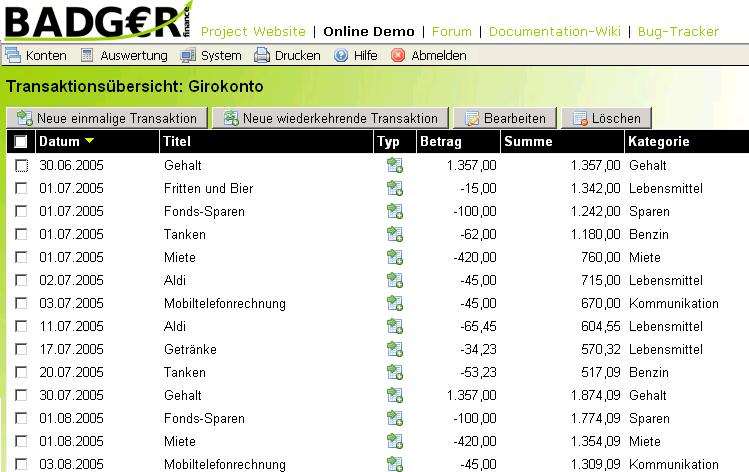 BADG€R finance
Project Website | Online Demo | Forum | Documentation-Wiki | Bug-Tracker
Konten Auswertung System Drucken Hilfe Abmelden
Transaktionsübersicht: Girokonto
Neue einmalige Transaktion Neue wiederkehrende Transaktion Bearbeiten Löschen
Datum Titel Typ Betrag Summe Kategorie
30.06.2005 Gehalt 1.357,00 1.357,00 Gehalt
01.07.2005 Fritten und Bier -15,00 1.342,00 Lebensmittel
01.07.2005 Fonds-Sparen -100,00 1.242,00 Sparen
01.07.2005 Tanken -62,00 1.180,00 Benzin
01.07.2005 Miete -420,00 760,00 Miete
02.07.2005 Aldi -45,00 715,00 Lebensmittel
03.07.2005 Mobiltelefonrechnung -45,00 670,00 Kommunikation
11.07.2005 Aldi -65,45 604,55 Lebensmittel
17.07.2005 Getränke -34,23 570,32 Lebensmittel
20.07.2005 Tanken -53,23 517,09 Benzin
30.07.2005 Gehalt 1.357,00 1.874,09 Gehalt
01.08.2005 Fonds-Sparen -100,00 1.774,09 Sparen
01.08.2005 Miete -420,00 1.354,09 Miete
03.08.2005 Mobiltelefonrechnung -45,00 1.309,09 Kommunikation